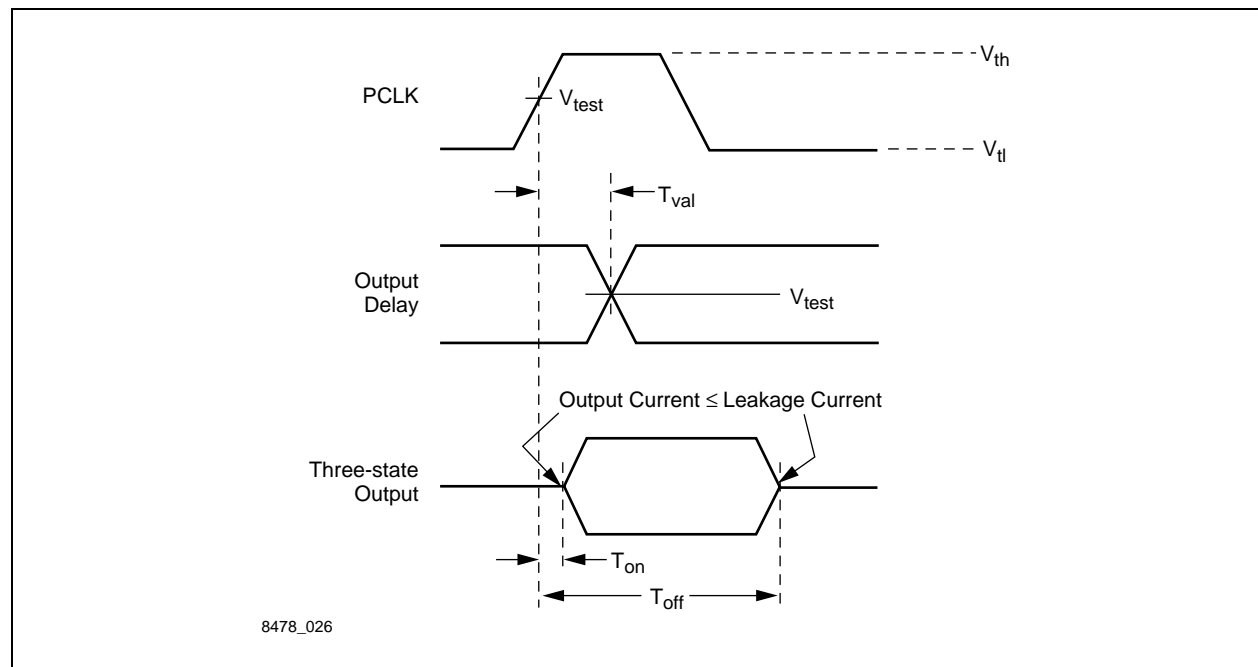 V_th
PCLK
V_test
V_tl
T_val
Output
Delay
V_test
Output Current ≤ Leakage Current
Three-state
Output
T_on
T_off
8478_026